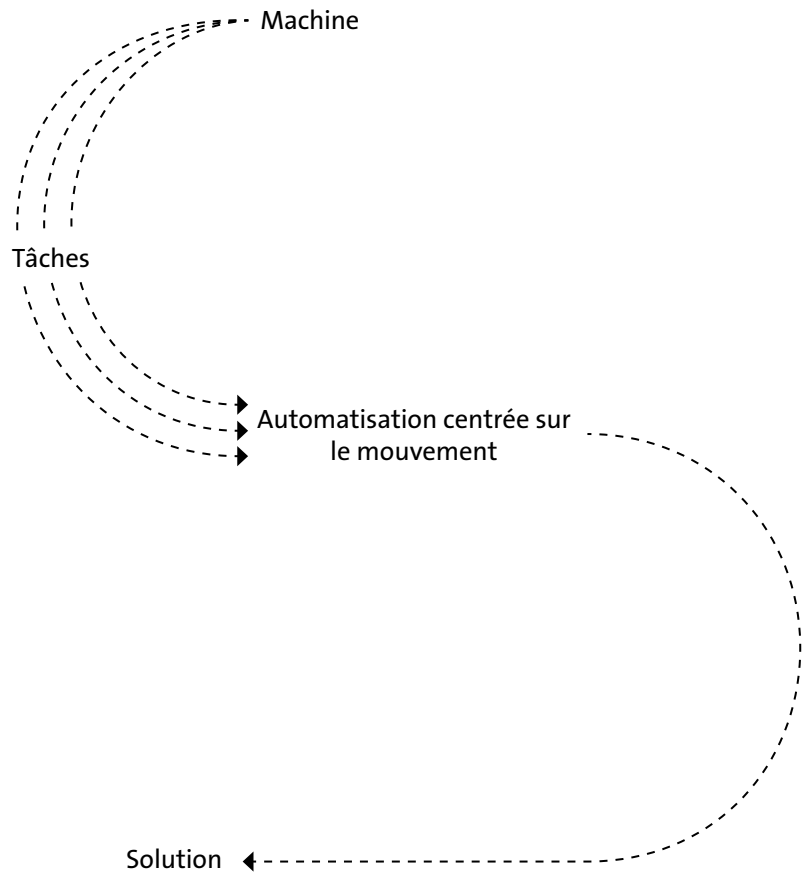 Machine
Tâches
Automatisation centrée sur
le mouvement
Solution